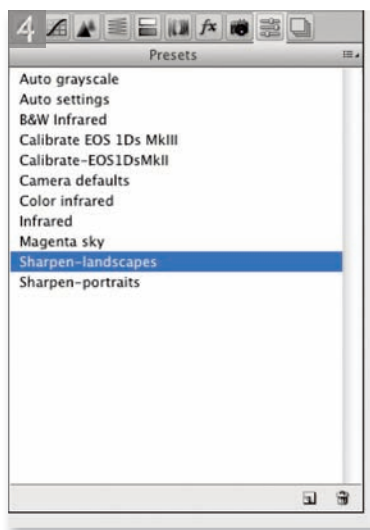 4 fx
Presets
Auto grayscale
Auto settings
B&W Infrared
Calibrate EOS 1Ds MkIII
Calibrate-EOS1DsMkII
Camera defaults
Color infrared
Infrared
Magenta sky
Sharpen-landscapes
Sharpen-portraits